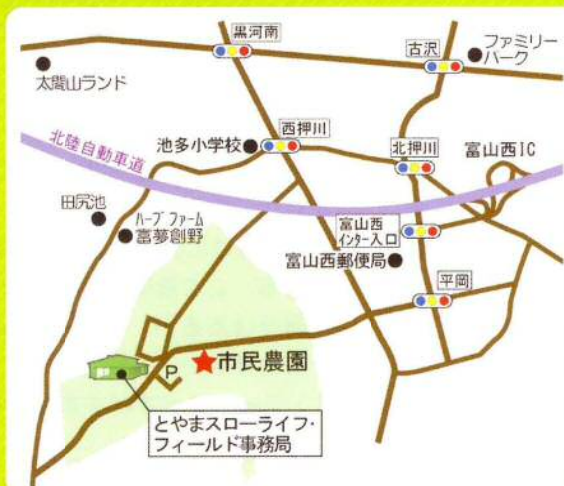 黒河南
古沢
ファミリー
パーク
太閤山ランド
北陸自動車道
池多小学校
西押川
北押川
富山西IC
田尻池
ハーブファーム
富夢創野
富山西
インター入口
富山西郵便局
平岡
P
★市民農園
とやまスローライフ・
フィールド事務局